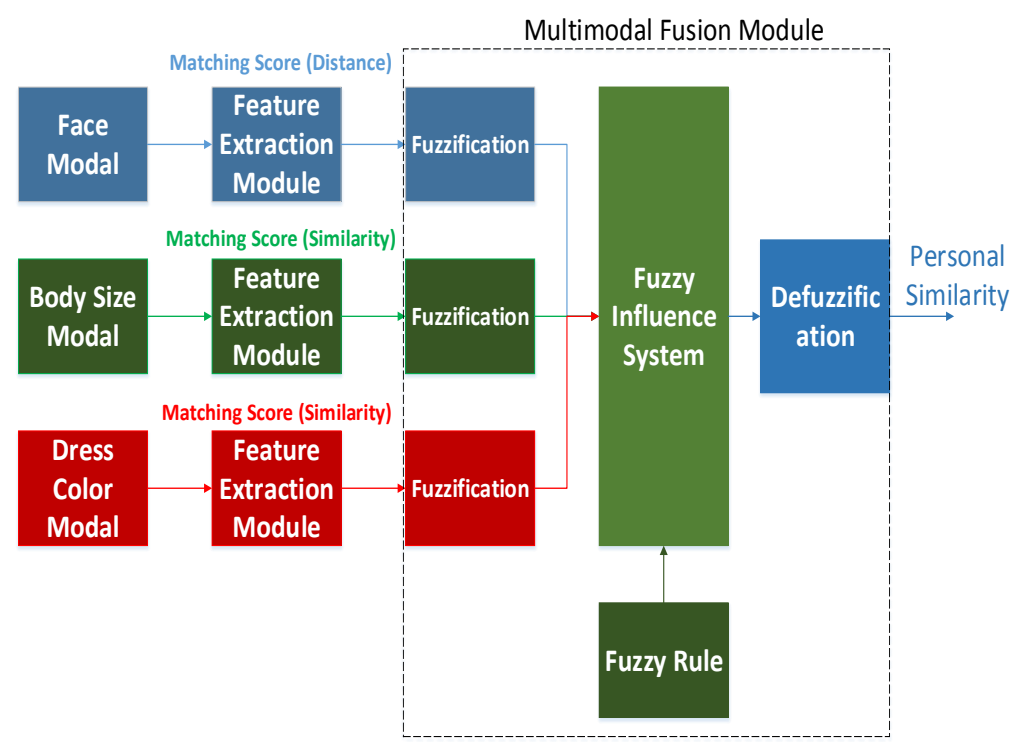 Multimodal Fusion Module
Matching Score (Distance)
Face
Modal
Feature
Extraction
Module
Fuzzification
Matching Score (Similarity)
Body Size
Modal
Feature
Extraction
Module
Fuzzification
Matching Score (Similarity)
Dress
Color
Modal
Feature
Extraction
Module
Fuzzification
Fuzzy
Influence
System
Defuzzific
ation
Personal
Similarity
Fuzzy Rule